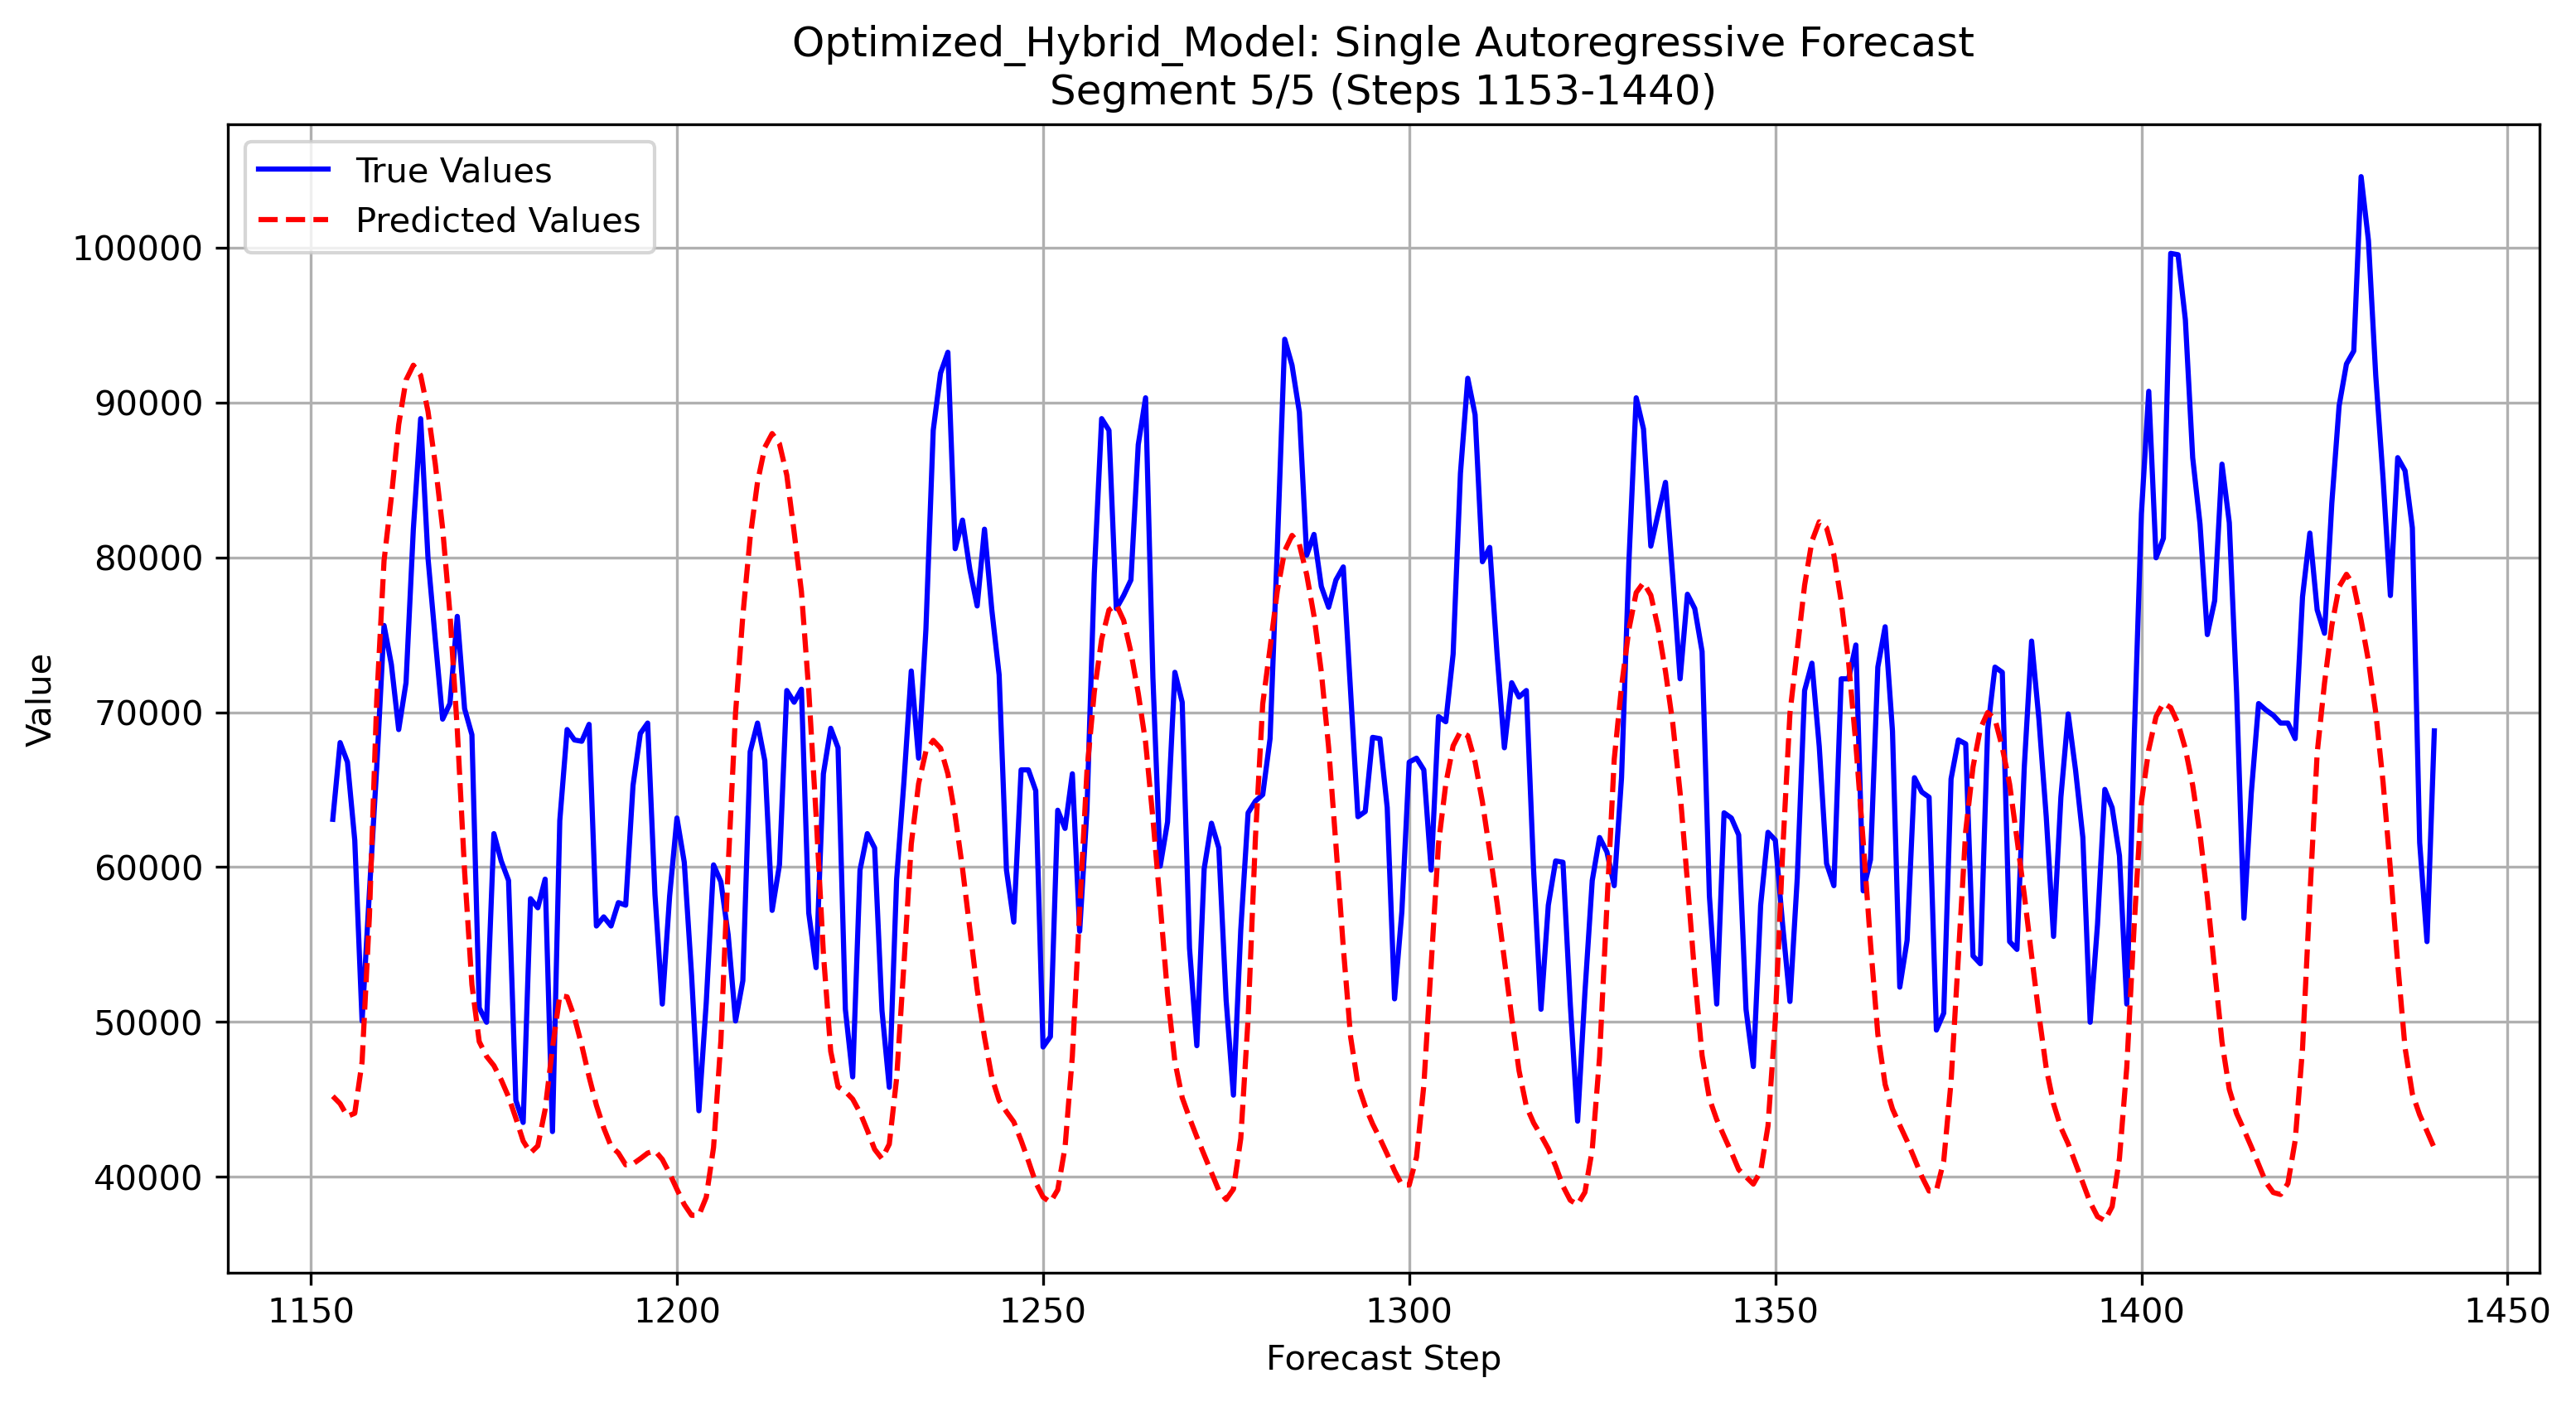 Optimized_Hybrid_Model: Single Autoregressive Forecast
Segment 5/5 (Steps 1153-1440)
True Values
Predicted Values
Value
100000
90000
80000
70000
60000
50000
40000
1150 1200 1250 1300 1350 1400 1450
Forecast Step